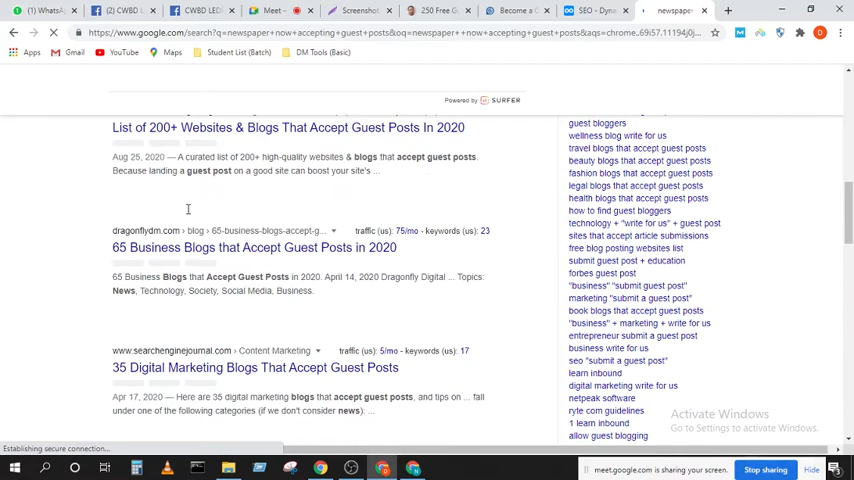 (1) WhatsA
(2) CWBD L
CWBD LEDI
Meet –
Screenshot
250 Free G
Become a C
SEO - Dyna
newspaper
https://www.google.com/search?q=newspaper++now+accepting+guest+posts&oq=newspaper++now+accepting+guest+posts&aqs=chrome..69i57.11194j0j
Apps
Gmail
YouTube
Maps
Student List (Batch)
DM Tools (Basic)
Powered by SURFER
List of 200+ Websites & Blogs That Accept Guest Posts In 2020
Aug 25, 2020 — A curated list of 200+ high-quality websites & blogs that accept guest posts.
Because landing a guest post on a good site can boost your site's ...
dragonflydm.com › blog › 65-business-blogs-accept-g...
traffic (us): 75/mo - keywords (us): 23
65 Business Blogs that Accept Guest Posts in 2020
65 Business Blogs that Accept Guest Posts in 2020. April 14, 2020 Dragonfly Digital ... Topics:
News, Technology, Society, Social Media, Business.
www.searchenginejournal.com › Content Marketing
traffic (us): 5/mo - keywords (us): 17
35 Digital Marketing Blogs That Accept Guest Posts
Apr 17, 2020 — Here are 35 digital marketing blogs that accept guest posts, and tips on ... fall
under one of the following categories (if we don't consider news): ...
guest bloggers
wellness blog write for us
travel blogs that accept guest posts
beauty blogs that accept guest posts
fashion blogs that accept guest posts
legal blogs that accept guest posts
health blogs that accept guest posts
how to find guest bloggers
technology + "write for us" + guest post
sites that accept article submissions
free blog posting websites list
submit guest post + education
forbes guest post
"business" "submit guest post"
marketing "submit a guest post"
book blogs that accept guest posts
"business" + marketing + write for us
entrepreneur submit a guest post
business write for us
seo "submit a guest post"
learn inbound
digital marketing write for us
netpeak software
ryte com guidelines
1 learn inbound
allow guest blogging
Activate Windows
Go to Settings to activate Windows.
Establishing secure connection...
meet.google.com is sharing your screen.
Stop sharing
Hide